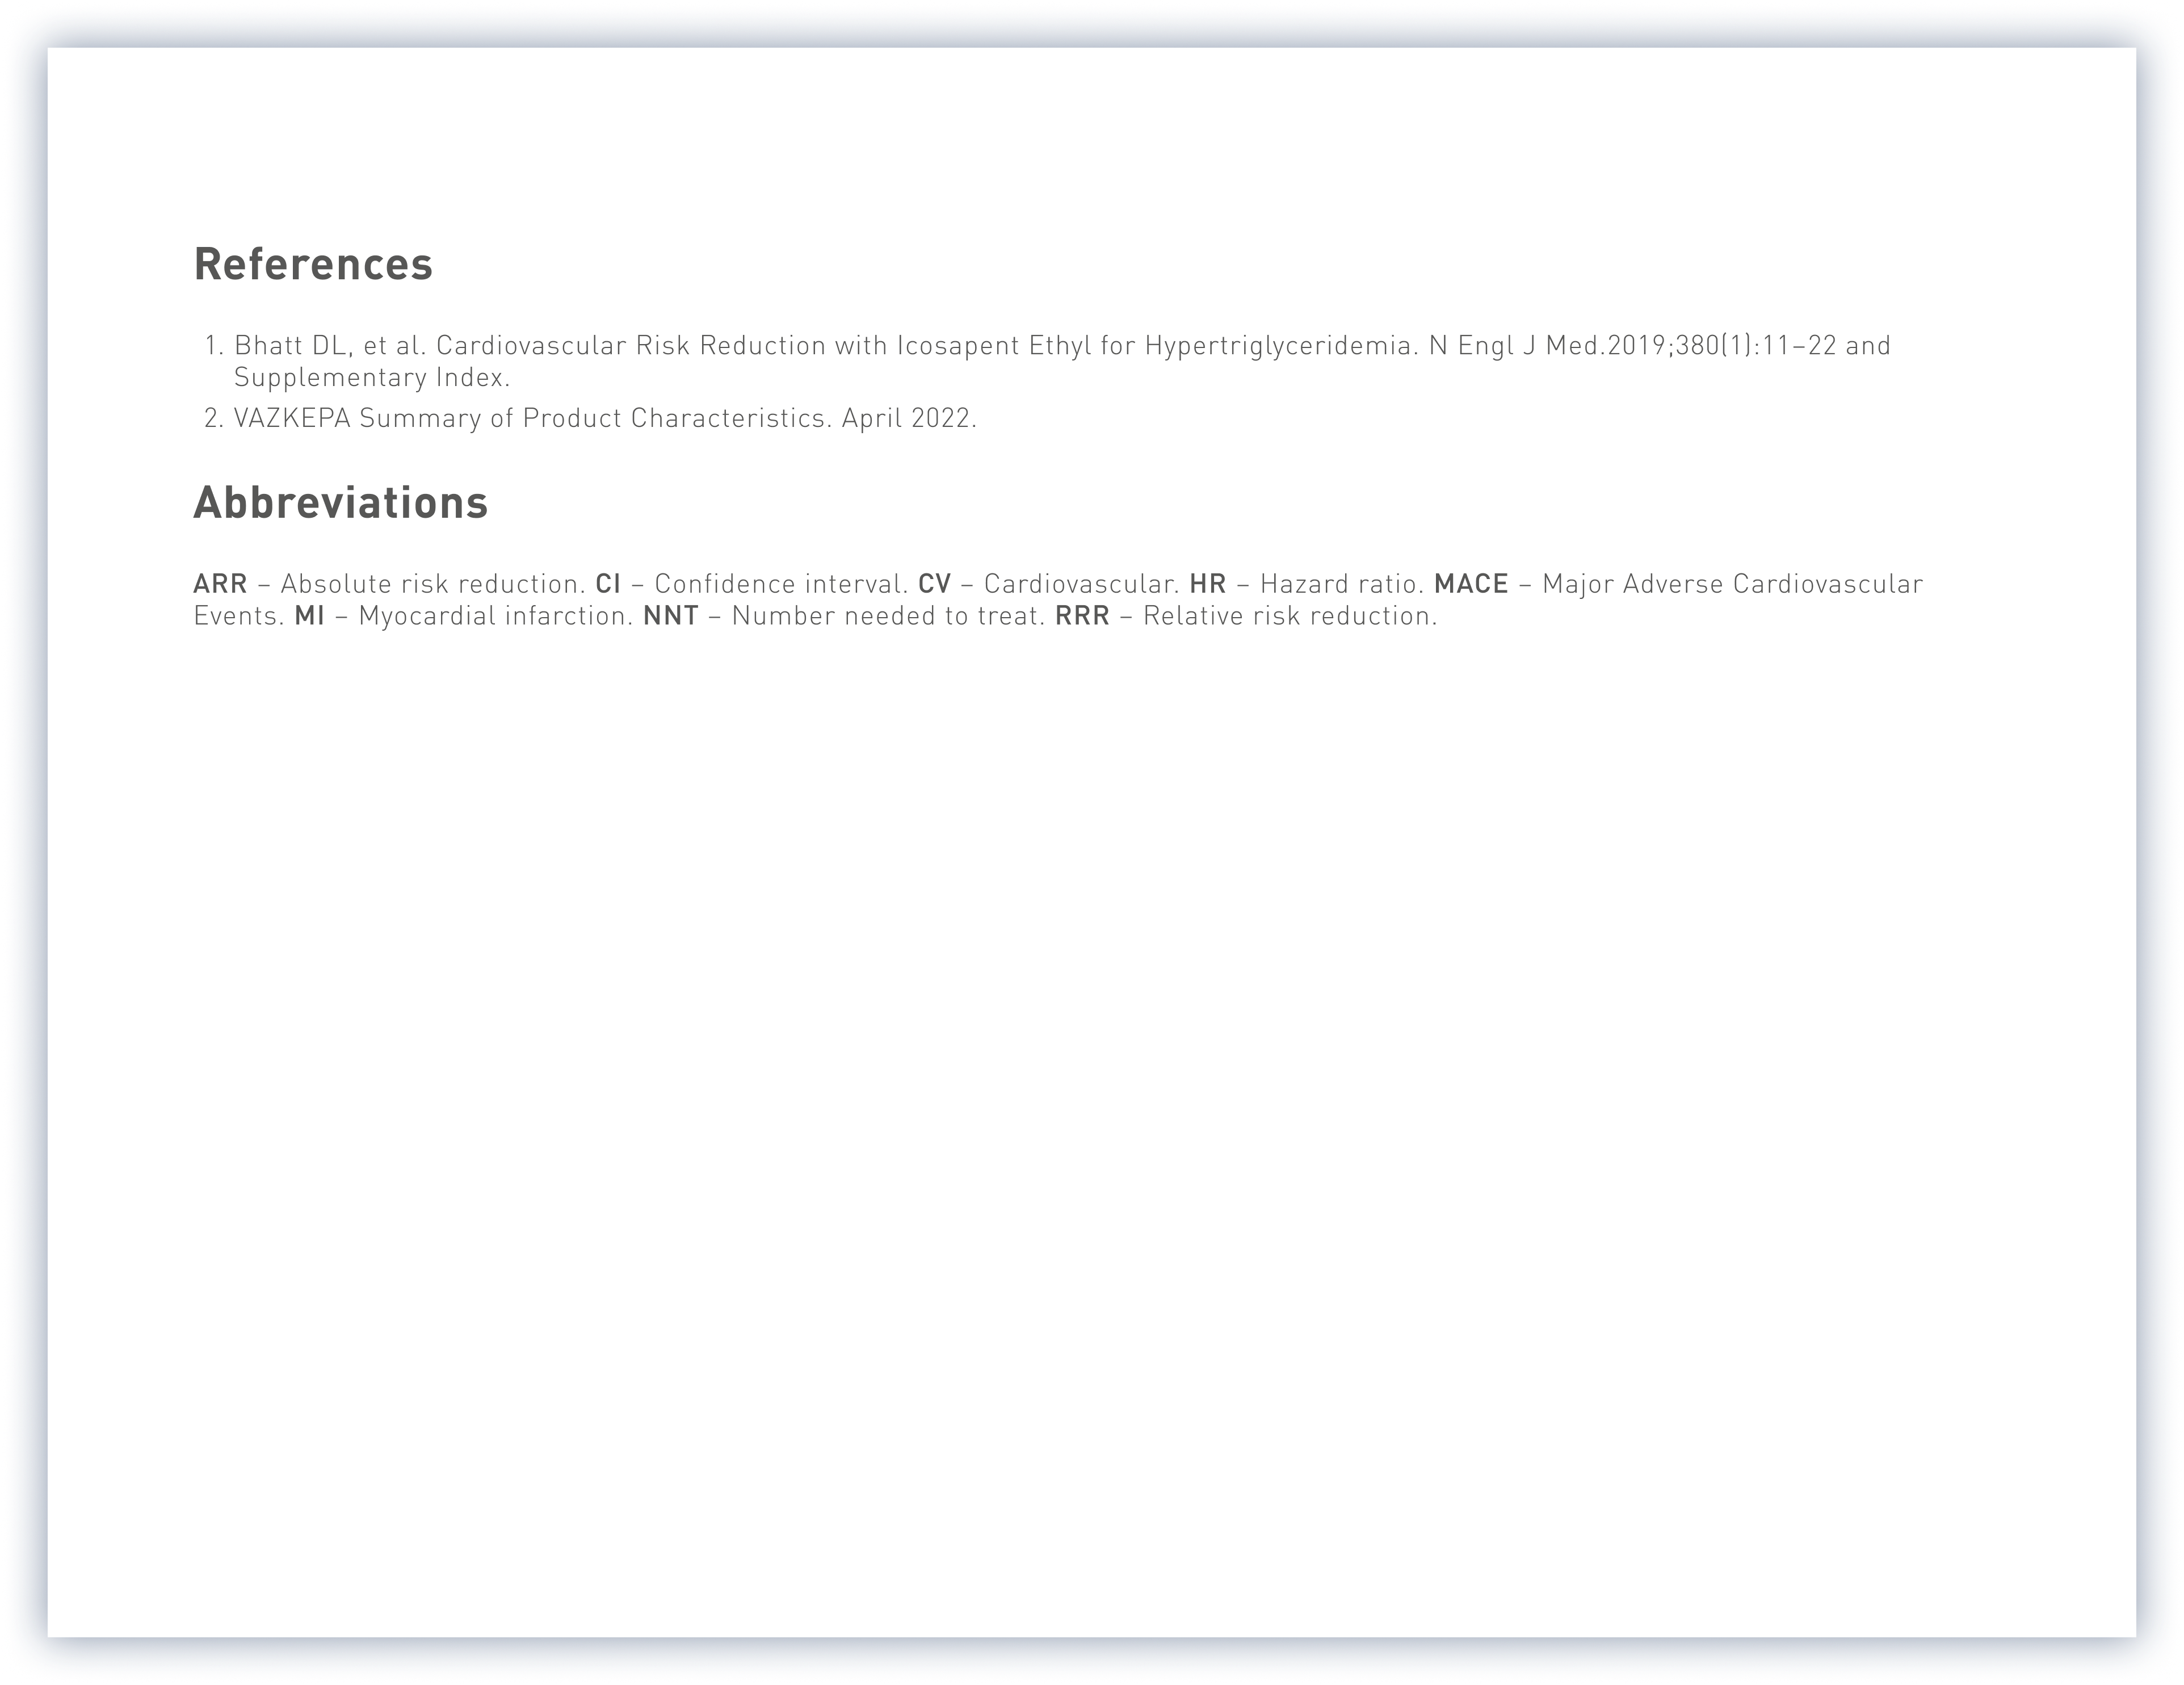 References
1. Bhatt DL, et al. Cardiovascular Risk Reduction with Icosapent Ethyl for Hypertriglyceridemia. N Engl J Med.2019;380(1):11–22 and
Supplementary Index.
2. VAZKEPA Summary of Product Characteristics. April 2022.
Abbreviations
ARR – Absolute risk reduction. CI – Confidence interval. CV – Cardiovascular. HR – Hazard ratio. MACE – Major Adverse Cardiovascular
Events. MI – Myocardial infarction. NNT – Number needed to treat. RRR – Relative risk reduction.